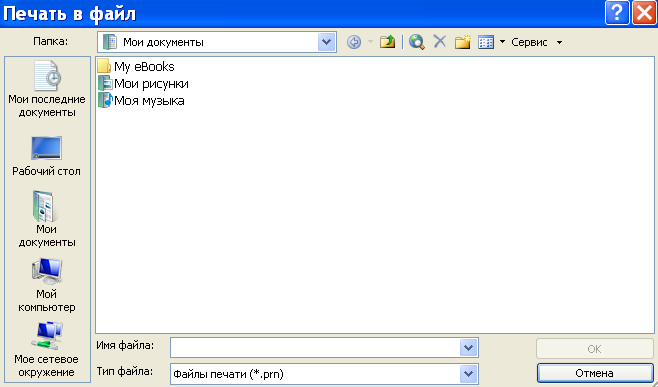 Печать в файл
Папка:
Мои документы
Сервис
Мои последние
документы
Рабочий стол
Мои
документы
Мой
компьютер
Мое сетевое
окружение
My eBooks
Мои рисунки
Моя музыка
Имя файла:
OK
Тип файла:
Файлы печати (*.prn)
Отмена